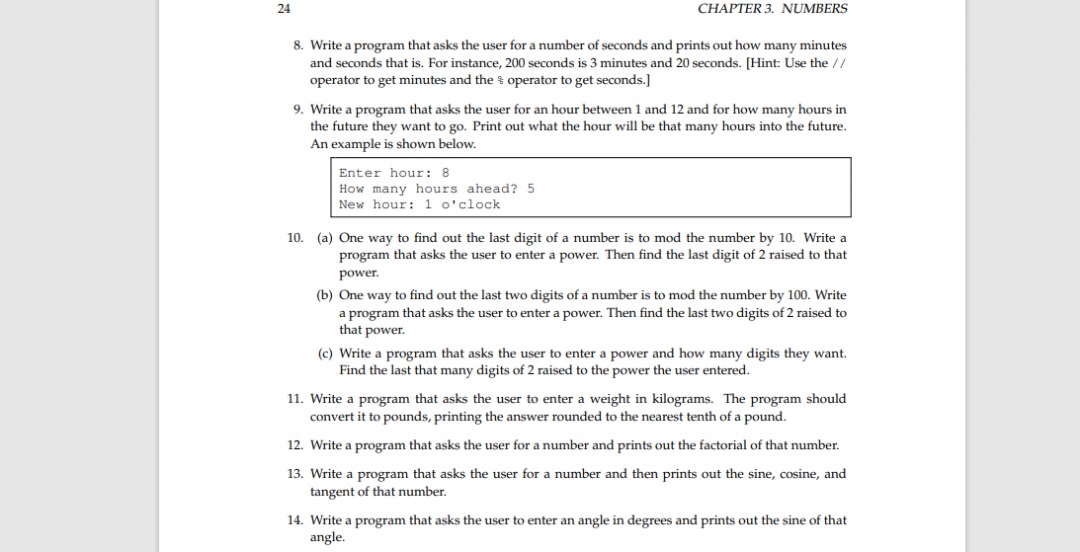 24 CHAPTER 3. NUMBERS
8. Write a program that asks the user for a number of seconds and prints out how many minutes
and seconds that is. For instance, 200 seconds is 3 minutes and 20 seconds. [Hint: Use the //
operator to get minutes and the % operator to get seconds.]
9. Write a program that asks the user for an hour between 1 and 12 and for how many hours in
the future they want to go. Print out what the hour will be that many hours into the future.
An example is shown below.
Enter hour: 8
How many hours ahead? 5
New hour: 1 o'clock
10. (a) One way to find out the last digit of a number is to mod the number by 10. Write a
program that asks the user to enter a power. Then find the last digit of 2 raised to that
power.
(b) One way to find out the last two digits of a number is to mod the number by 100. Write
a program that asks the user to enter a power. Then find the last two digits of 2 raised to
that power.
(c) Write a program that asks the user to enter a power and how many digits they want.
Find the last that many digits of 2 raised to the power the user entered.
11. Write a program that asks the user to enter a weight in kilograms. The program should
convert it to pounds, printing the answer rounded to the nearest tenth of a pound.
12. Write a program that asks the user for a number and prints out the factorial of that number.
13. Write a program that asks the user for a number and then prints out the sine, cosine, and
tangent of that number.
14. Write a program that asks the user to enter an angle in degrees and prints out the sine of that
angle.